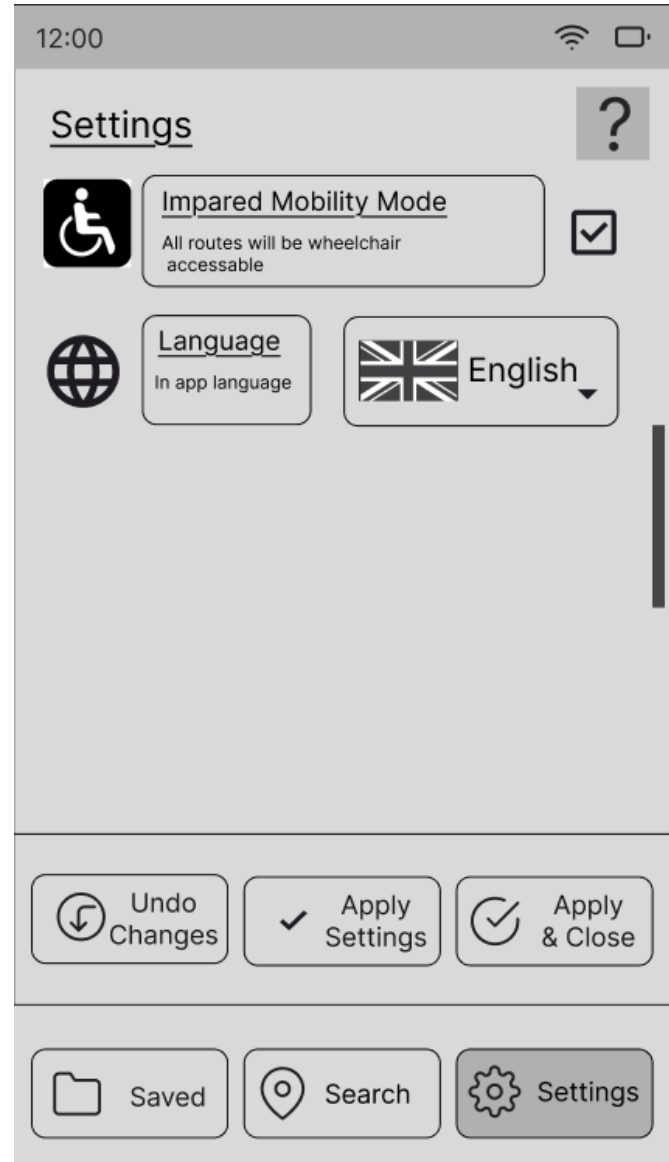 12:00
Settings
?
Impared Mobility Mode
All routes will be wheelchair
accessable
Language
In app language
English
Undo
Changes
Apply
Settings
Apply
& Close
Saved
Search
Settings